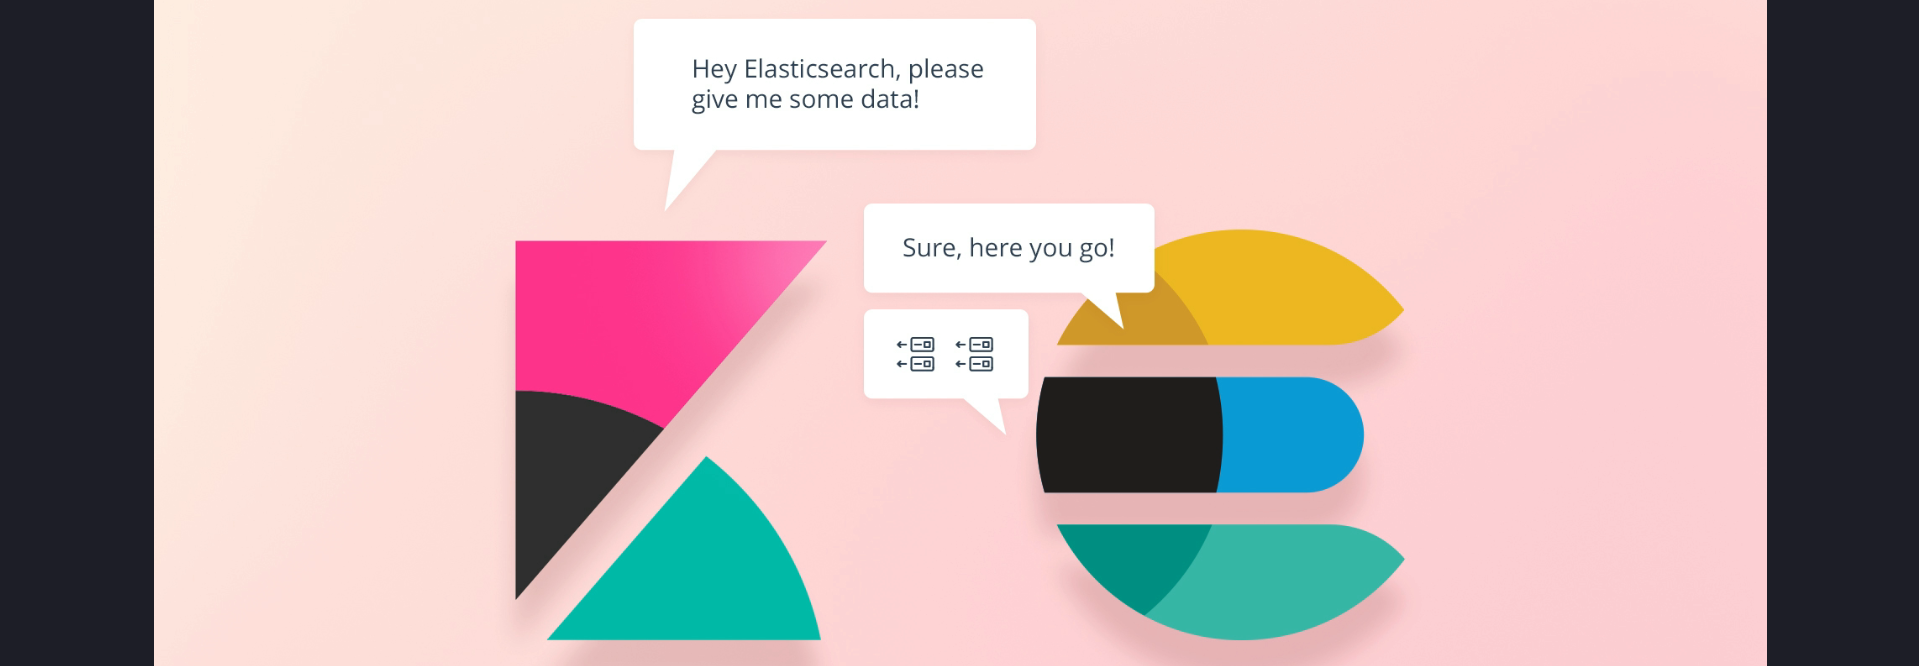 Hey Elasticsearch, please
give me some data!
Sure, here you go!